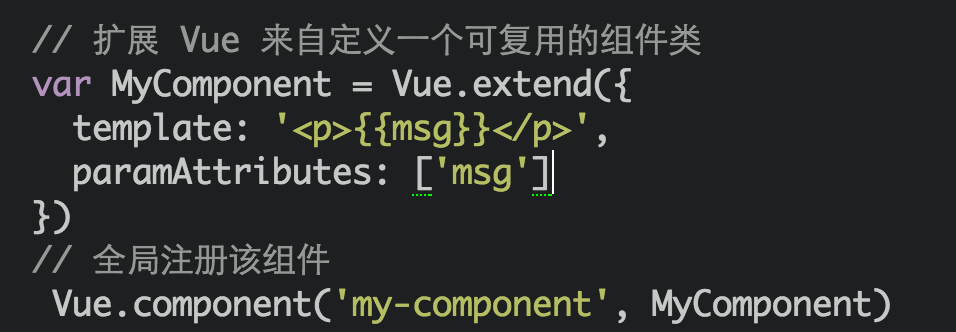 // 扩展 Vue 来自定义一个可复用的组件类
var MyComponent = Vue.extend({
  template: '<p>{{msg}}</p>',
  paramAttributes: ['msg']
})
// 全局注册该组件
 Vue.component('my-component', MyComponent)